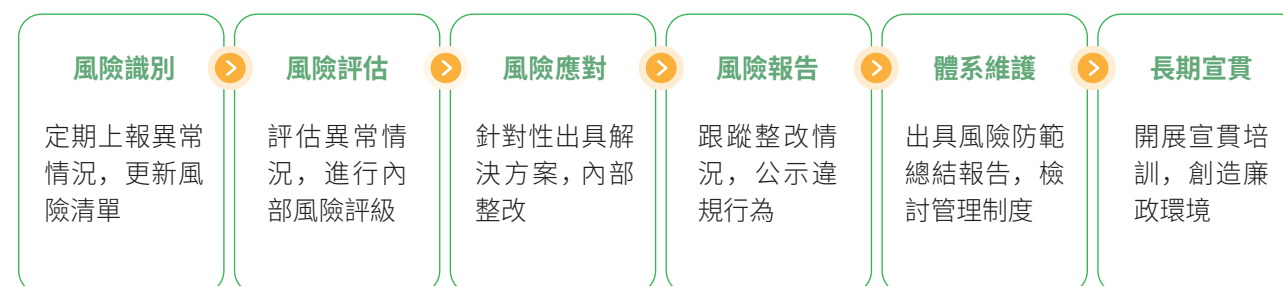 風險識別
定期上報異常
情況，更新風
險清單
風險評估
評估異常情
況，進行內
部風險評級
風險應對
針對性出具解
決方案，內部
整改
風險報告
跟蹤整改情
況，公示違
規行為
體系維護
出具風險防範
總結報告，檢
討管理制度
長期宣貫
開展宣貫培
訓，創造廉
政環境